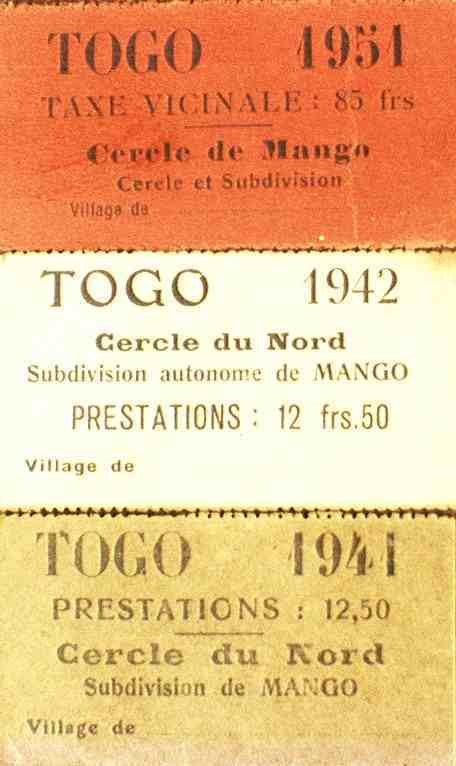 TOGO 1951
TAXE VICINALE : 85 frs
Cercle de Mango
Cercle et Subdivision
Village de
TOGO 1942
Cercle du Nord
Subdivision autonome de MANGO
PRESTATIONS : 12 frs.50
Village de
TOGO 1941
PRESTATIONS : 12,50
Cercle du Nord
Subdivision de MANGO
Village de